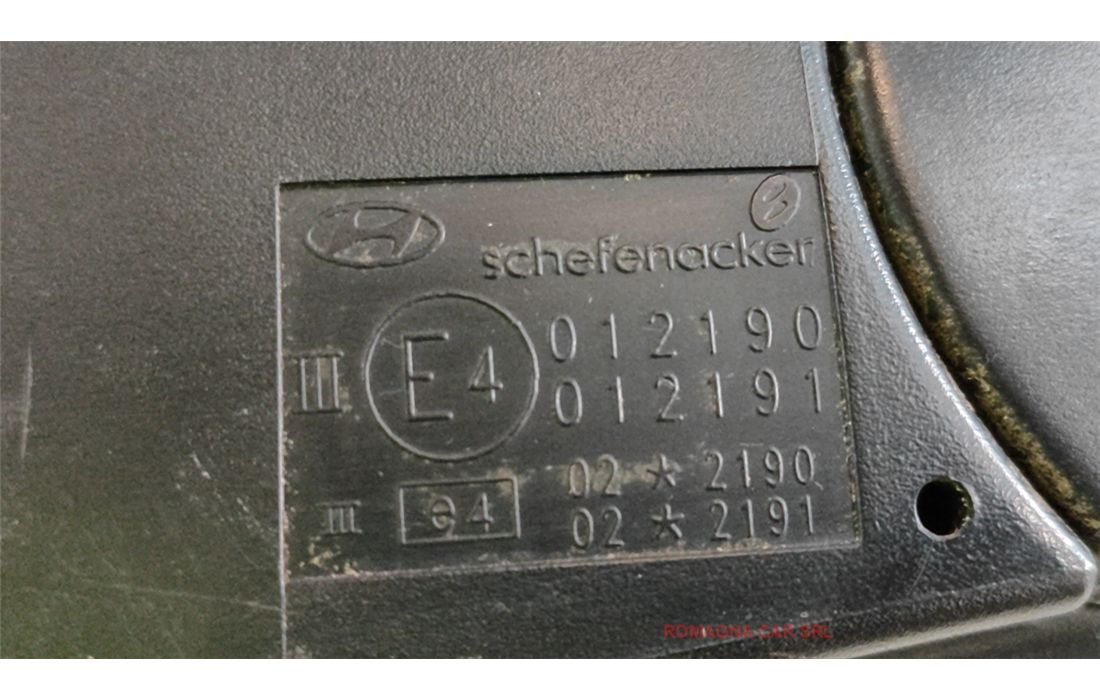 schefenacker
III E4 012190
012191
02 * 2190
III e4 02 * 2191
ROMAGNA CAR SRL